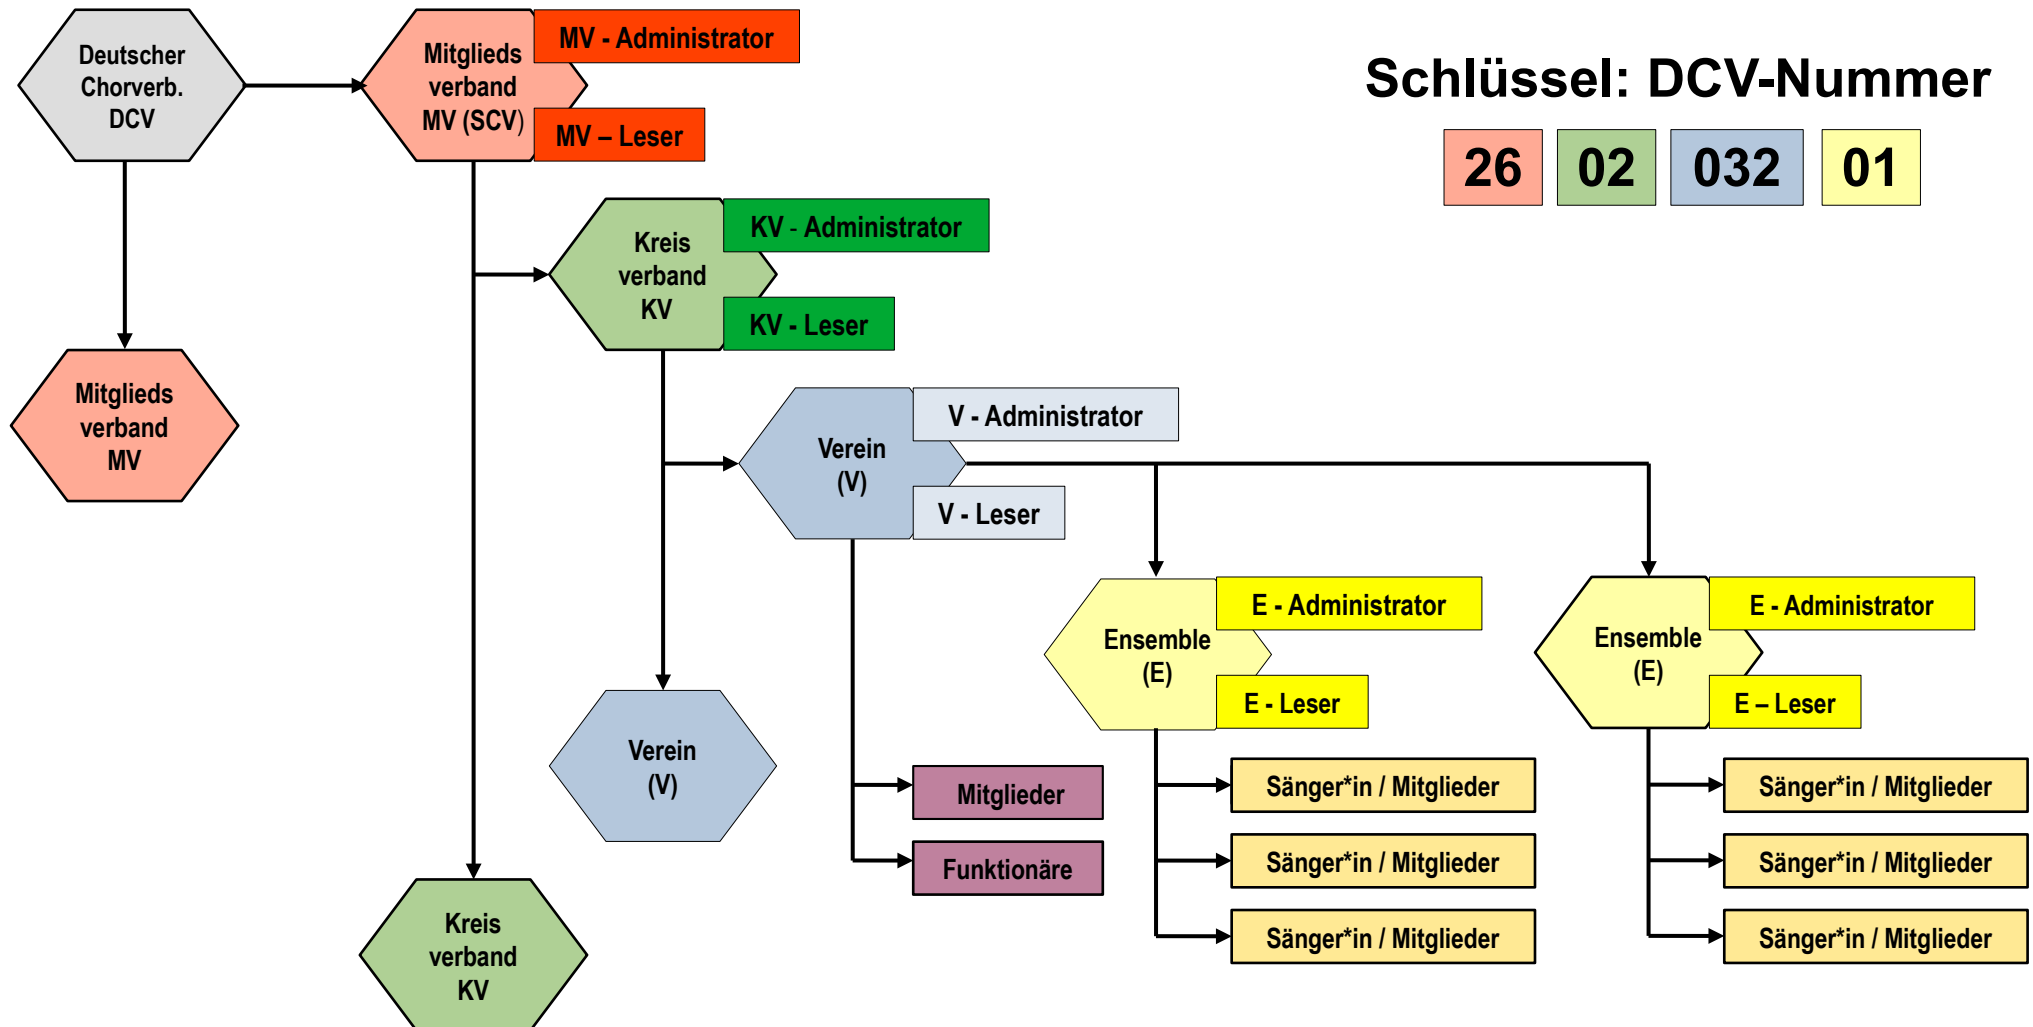 Deutscher
Chorverb.
DCV
Mitglieds
verband
MV (SCV)
MV - Administrator
MV – Leser
Schlüssel: DCV-Nummer
26 02 032 01
Kreis
verband
KV
KV - Administrator
KV - Leser
Mitglieds
verband
MV
Verein
(V)
V - Administrator
V - Leser
Ensemble
(E)
E - Administrator
E - Leser
Ensemble
(E)
E - Administrator
E – Leser
Verein
(V)
Mitglieder
Funktionäre
Sänger*in / Mitglieder
Sänger*in / Mitglieder
Sänger*in / Mitglieder
Sänger*in / Mitglieder
Sänger*in / Mitglieder
Sänger*in / Mitglieder
Kreis
verband
KV